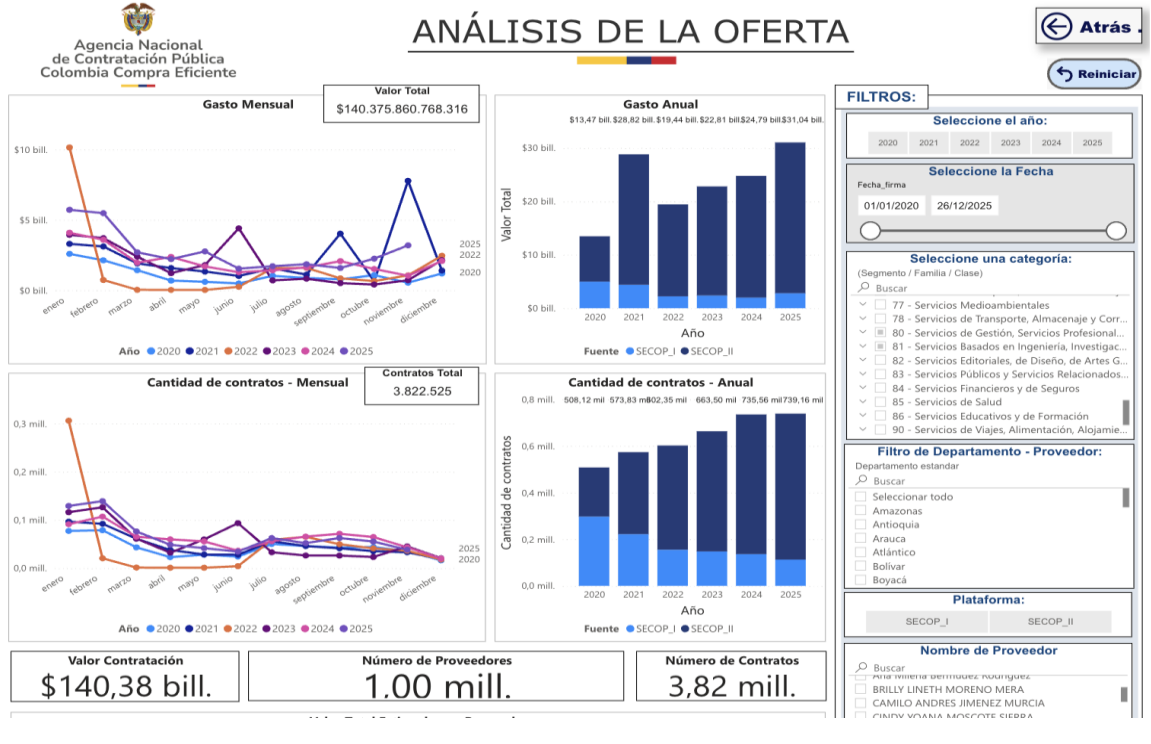 Agencia Nacional
de Contratación Pública
Colombia Compra Eficiente
ANÁLISIS DE LA OFERTA
Atrás .
Reiniciar
Gasto Mensual
Valor Total
$140.375.860.768.316
$10 bill.
$5 bill.
$0 bill.
2025
2022
2020
enero
febrero
marzo
abril
mayo
junio
julio
agosto
septiembre
octubre
noviembre
diciembre
Año 2020 2021 2022 2023 2024 2025
Gasto Anual
$13,47 bill. $28,82 bill. $19,44 bill. $22,81 bill. $24,79 bill. $31,04 bill.
Valor Total
$30 bill.
$20 bill.
$10 bill.
$0 bill.
2020 2021 2022 2023 2024 2025
Año
Fuente SECOP_I SECOP_II
Cantidad de contratos - Mensual
Contratos Total
3.822.525
0,3 mill.
0,2 mill.
0,1 mill.
0,0 mill.
2025
2020
enero
febrero
marzo
abril
mayo
junio
julio
agosto
septiembre
octubre
noviembre
diciembre
Año 2020 2021 2022 2023 2024 2025
Cantidad de contratos - Anual
508,12 mil 573,83 mil 602,35 mil 663,50 mil 735,56 mil 739,16 mil
Cantidad de contratos
0,8 mill.
0,6 mill.
0,4 mill.
0,2 mill.
0,0 mill.
2020 2021 2022 2023 2024 2025
Año
Fuente SECOP_I SECOP_II
Valor Contratación
$140,38 bill.
Número de Proveedores
1,00 mill.
Número de Contratos
3,82 mill.
FILTROS:
Seleccione el año:
2020 2021 2022 2023 2024 2025
Seleccione la Fecha
Fecha_firma
01/01/2020 26/12/2025
Seleccione una categoría:
(Segmento / Familia / Clase)
Buscar
77 - Servicios Medioambientales
78 - Servicios de Transporte, Almacenaje y Corr...
80 - Servicios de Gestión, Servicios Profesional...
81 - Servicios Basados en Ingeniería, Investigac...
82 - Servicios Editoriales, de Diseño, de Artes G...
83 - Servicios Públicos y Servicios Relacionados...
84 - Servicios Financieros y de Seguros
85 - Servicios de Salud
86 - Servicios Educativos y de Formación
90 - Servicios de Viajes, Alimentación, Alojamie...
Filtro de Departamento - Proveedor:
Departamento estandar
Buscar
Seleccionar todo
Amazonas
Antioquia
Arauca
Atlántico
Bolívar
Boyacá
Plataforma:
SECOP_I SECOP_II
Nombre de Proveedor
Buscar
Ana Milena Bermudez Rodriguez
BRILLY LINETH MORENO MERA
CAMILO ANDRES JIMENEZ MURCIA
CINDY YOANA MOSCOTE SIERRA